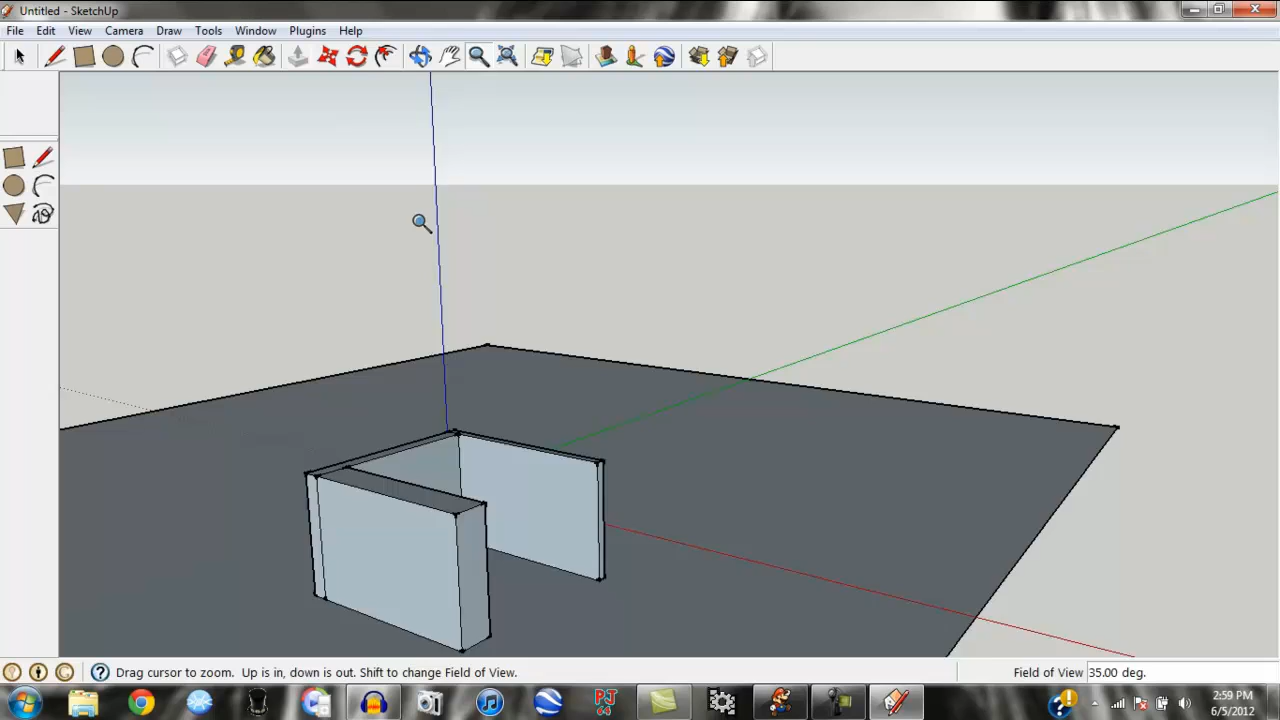 Untitled - SketchUp
File Edit View Camera Draw Tools Window Plugins Help
Drag cursor to zoom. Up is in, down is out. Shift to change Field of View.
Field of View 35.00 deg.
PJ
64
2:59 PM
6/5/2012